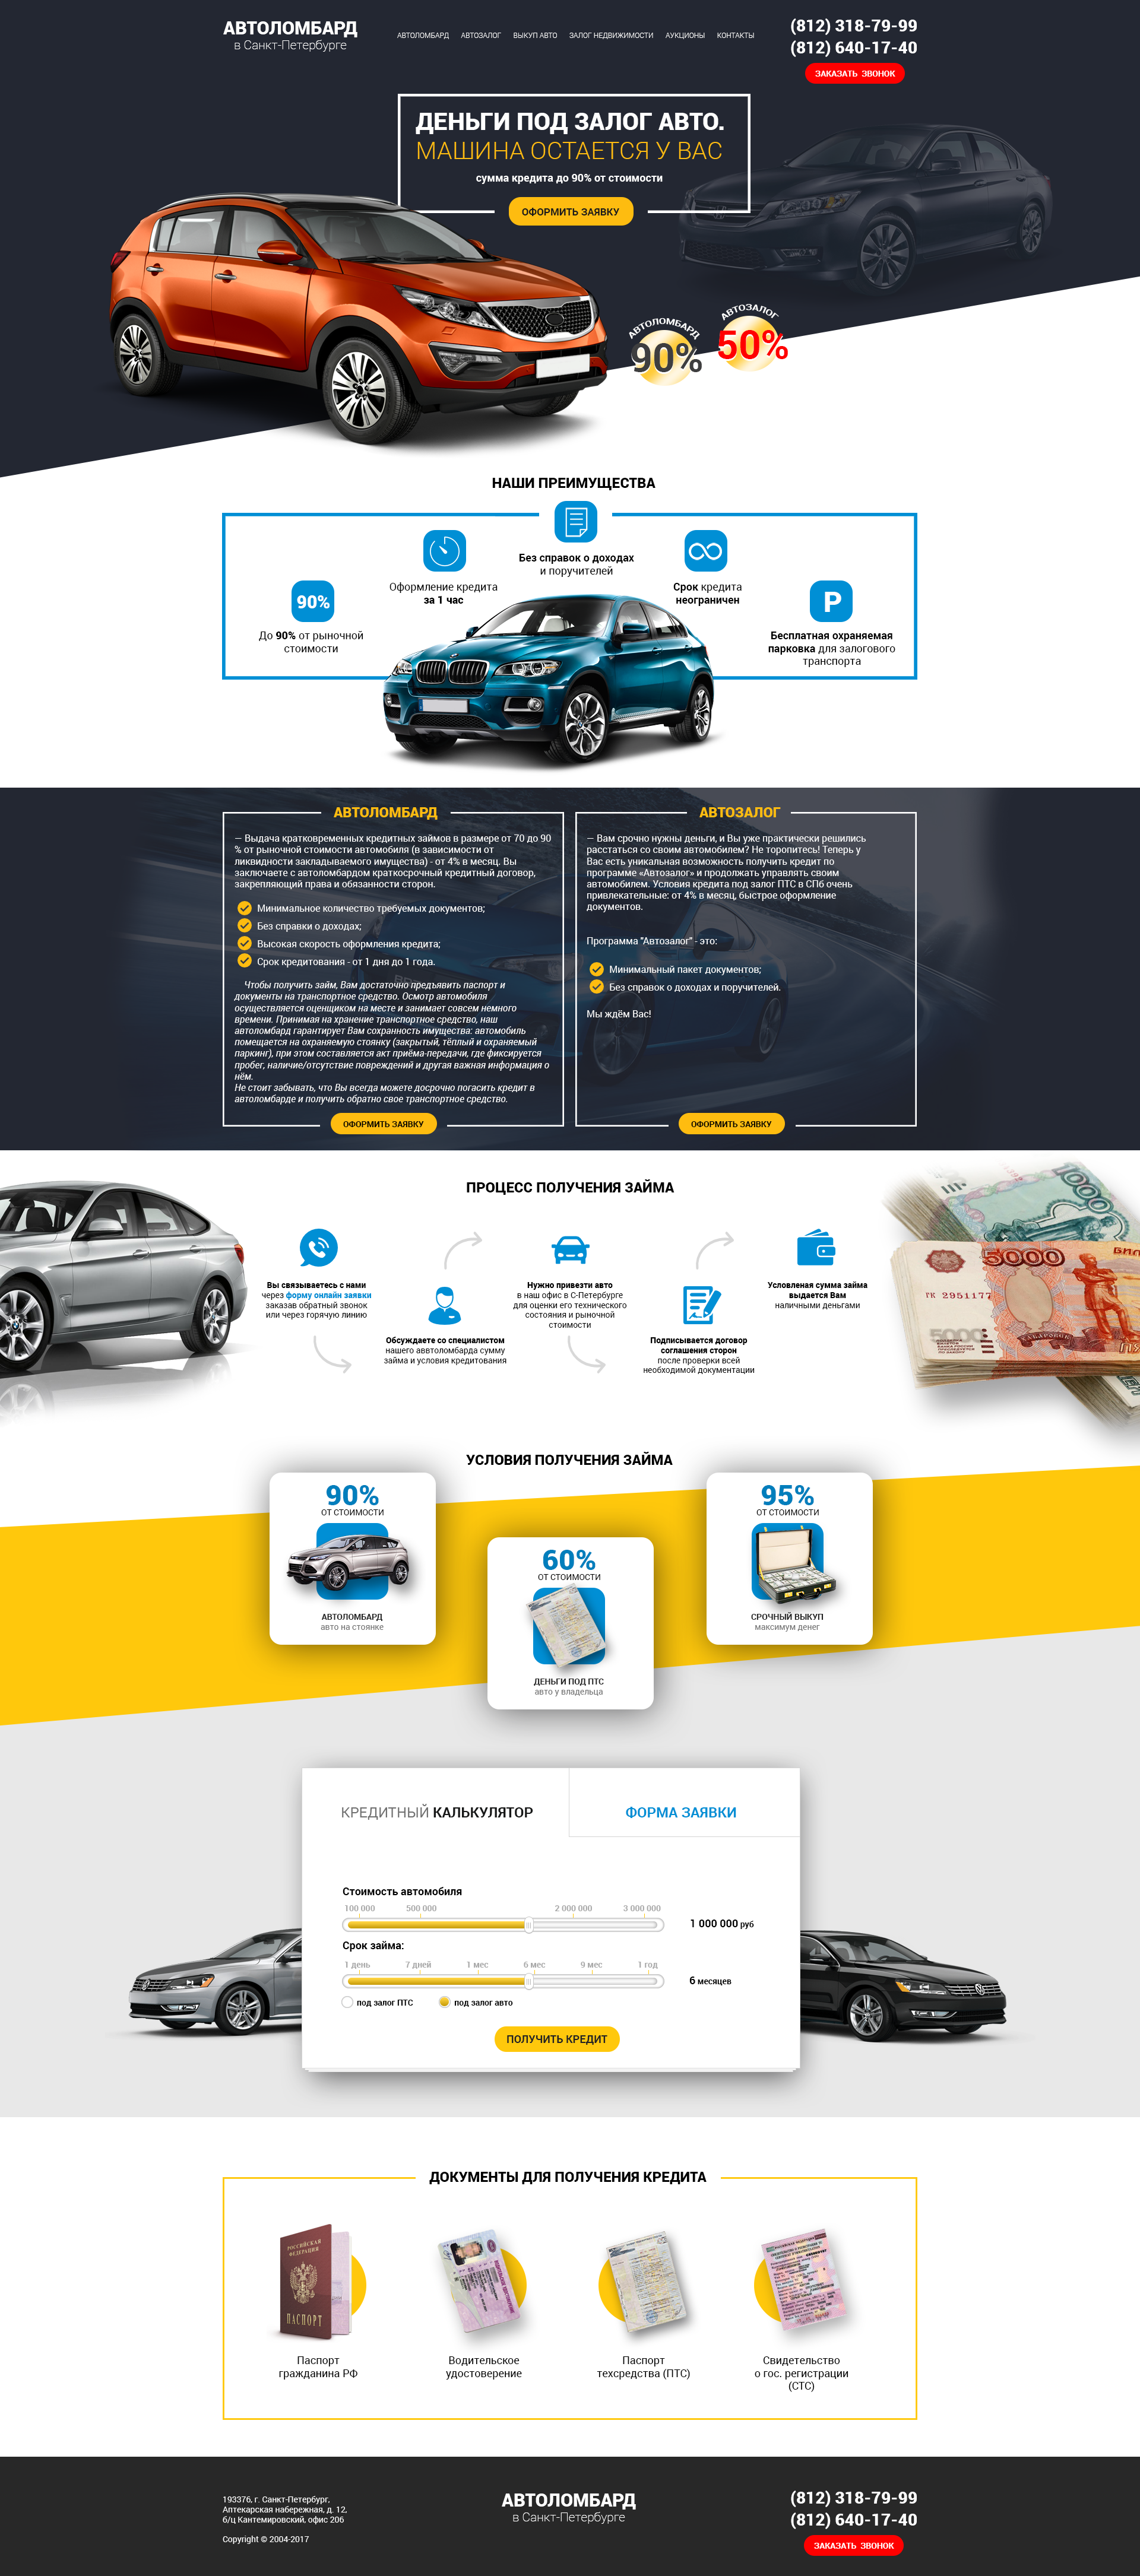 АВТОЛОМБАРД
в Санкт-Петербурге
АВТОЛОМБАРД АВТОЗАЛОГ ВЫКУП АВТО ЗАЛОГ НЕДВИЖИМОСТИ АУКЦИОНЫ КОНТАКТЫ
(812) 318-79-99
(812) 640-17-40
ЗАКАЗАТЬ ЗВОНОК
ДЕНЬГИ ПОД ЗАЛОГ АВТО.
МАШИНА ОСТАЕТСЯ У ВАС
сумма кредита до 90% от стоимости
ОФОРМИТЬ ЗАЯВКУ
АВТОЛОМБАРД
90%
АВТОЗАЛОГ
50%
НАШИ ПРЕИМУЩЕСТВА
90%
До 90% от рыночной
стоимости
Оформление кредита
за 1 час
Без справок о доходах
и поручителей
Срок кредита
неограничен
P
Бесплатная охраняемая
парковка для залогового
транспорта
АВТОЛОМБАРД
— Выдача кратковременных кредитных займов в размере от 70 до 90
% от рыночной стоимости автомобиля (в зависимости от
ликвидности закладываемого имущества) - от 4% в месяц. Вы
заключаете с автоломбардом краткосрочный кредитный договор,
закрепляющий права и обязанности сторон.
Минимальное количество требуемых документов;
Без справки о доходах;
Высокая скорость оформления кредита;
Срок кредитования - от 1 дня до 1 года.
Чтобы получить займ, Вам достаточно предъявить паспорт и
документы на транспортное средство. Осмотр автомобиля
осуществляется оценщиком на месте и занимает совсем немного
времени. Принимая на хранение транспортное средство, наш
автоломбард гарантирует Вам сохранность имущества: автомобиль
помещается на охраняемую стоянку (закрытый, тёплый и охраняемый
паркинг), при этом составляется акт приёма-передачи, где фиксируется
пробег, наличие/отсутствие повреждений и другая важная информация о
нём.
Не стоит забывать, что Вы всегда можете досрочно погасить кредит в
автоломбарде и получить обратно свое транспортное средство.
ОФОРМИТЬ ЗАЯВКУ
АВТОЗАЛОГ
— Вам срочно нужны деньги, и Вы уже практически решились
расстаться со своим автомобилем? Не торопитесь! Теперь у
Вас есть уникальная возможность получить кредит по
программе «Автозалог» и продолжать управлять своим
автомобилем. Условия кредита под залог ПТС в СПб очень
привлекательные: от 4% в месяц, быстрое оформление
документов.
Программа "Автозалог" - это:
Минимальный пакет документов;
Без справок о доходах и поручителей.
Мы ждём Вас!
ОФОРМИТЬ ЗАЯВКУ
ПРОЦЕСС ПОЛУЧЕНИЯ ЗАЙМА
Вы связываетесь с нами
через форму онлайн заявки
заказав обратный звонок
или через горячую линию
Обсуждаете со специалистом
нашего аввтоломбарда сумму
займа и условия кредитования
Нужно привезти авто
в наш офис в С-Петербурге
для оценки его технического
состояния и рыночной
стоимости
Подписывается договор
соглашения сторон
после проверки всей
необходимой документации
Условленая сумма займа
выдается Вам
наличными деньгами
1000
5000
ГК 2951177
5000
ХАБАРОВСК
УСЛОВИЯ ПОЛУЧЕНИЯ ЗАЙМА
90%
ОТ СТОИМОСТИ
АВТОЛОМБАРД
авто на стоянке
60%
ОТ СТОИМОСТИ
ДЕНЬГИ ПОД ПТС
авто у владельца
95%
ОТ СТОИМОСТИ
СРОЧНЫЙ ВЫКУП
максимум денег
КРЕДИТНЫЙ КАЛЬКУЛЯТОР
ФОРМА ЗАЯВКИ
Стоимость автомобиля
100 000 500 000 2 000 000 3 000 000
1 000 000 руб
Срок займа:
1 день 7 дней 1 мес 6 мес 9 мес 1 год
6 месяцев
под залог ПТС под залог авто
ПОЛУЧИТЬ КРЕДИТ
ДОКУМЕНТЫ ДЛЯ ПОЛУЧЕНИЯ КРЕДИТА
РОССИЙСКАЯ
ФЕДЕРАЦИЯ
ПАСПОРТ
Паспорт
гражданина РФ
Водительское
удостоверение
Паспорт
техсредства (ПТС)
Свидетельство
о гос. регистрации
(СТС)
193376, г. Санкт-Петербург,
Аптекарская набережная, д. 12,
б/ц Кантемировский, офис 206
Copyright © 2004-2017
АВТОЛОМБАРД
в Санкт-Петербурге
(812) 318-79-99
(812) 640-17-40
ЗАКАЗАТЬ ЗВОНОК